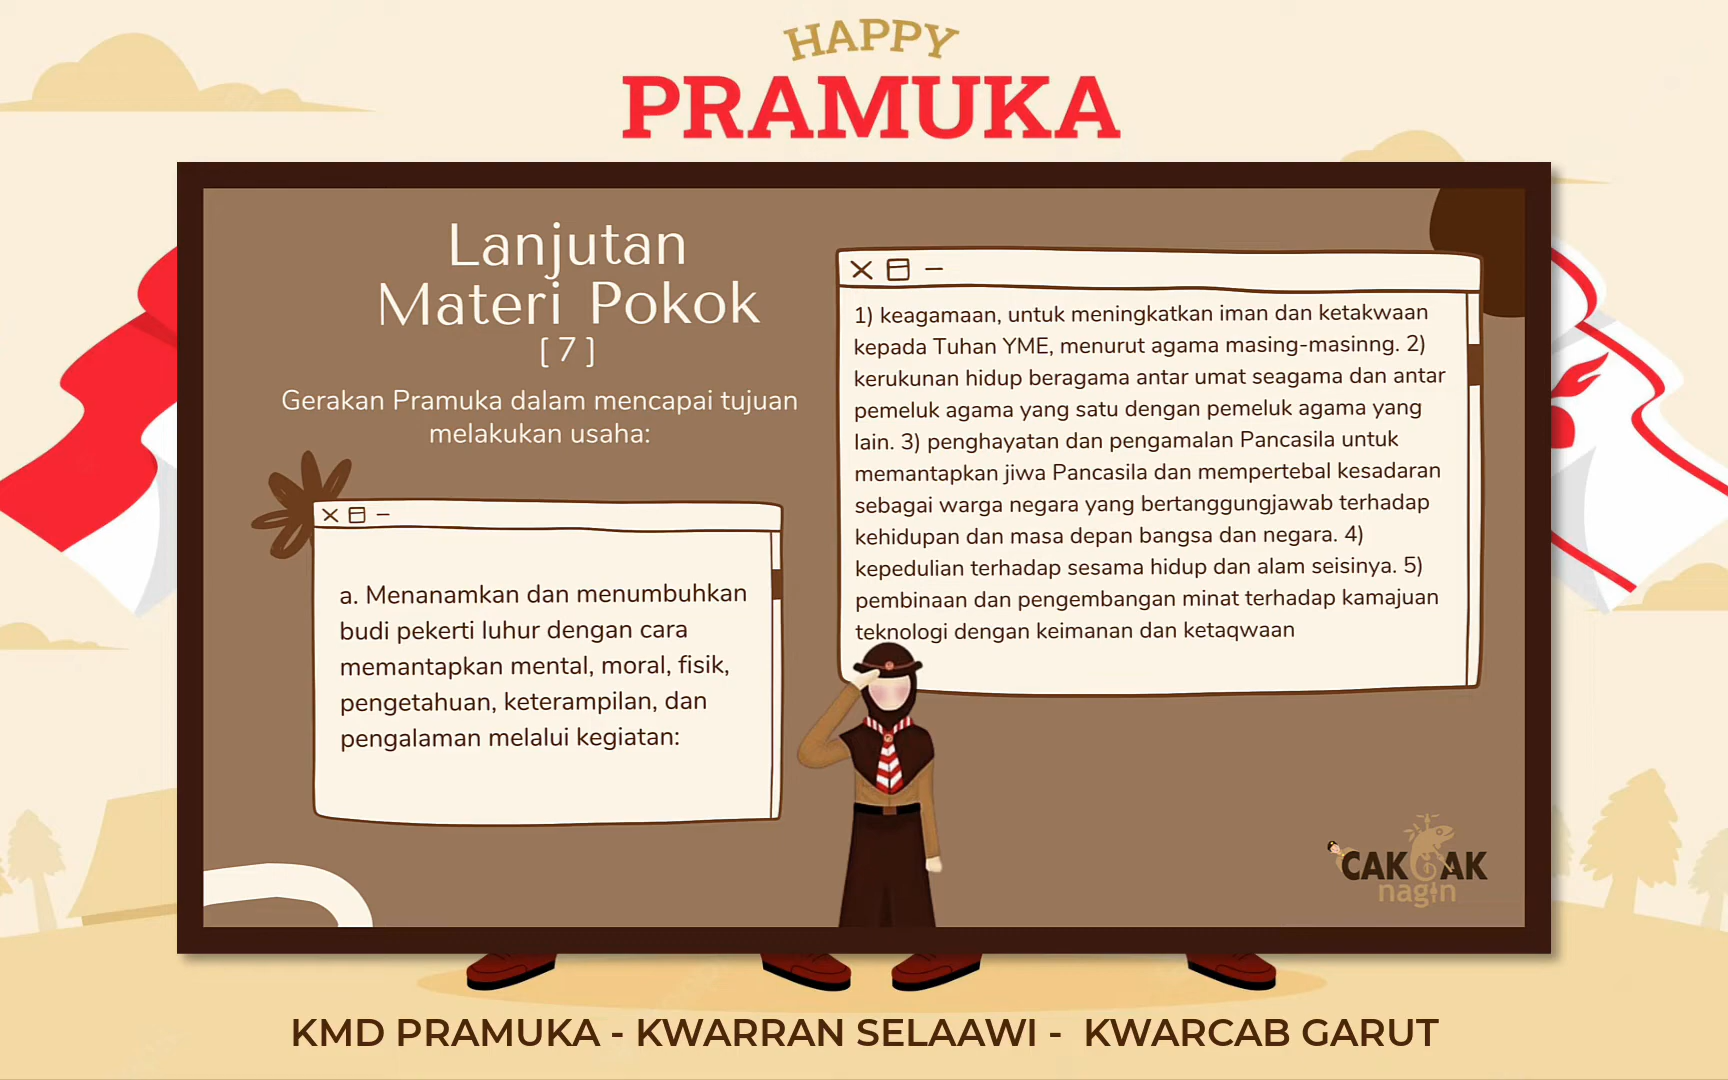 HAPPY
PRAMUKA
Lanjutan
Materi Pokok
[ 7 ]
Gerakan Pramuka dalam mencapai tujuan
melakukan usaha:
a. Menanamkan dan menumbuhkan
budi pekerti luhur dengan cara
memantapkan mental, moral, fisik,
pengetahuan, keterampilan, dan
pengalaman melalui kegiatan:
1) keagamaan, untuk meningkatkan iman dan ketakwaan
kepada Tuhan YME, menurut agama masing-masinng. 2)
kerukunan hidup beragama antar umat seagama dan antar
pemeluk agama yang satu dengan pemeluk agama yang
lain. 3) penghayatan dan pengamalan Pancasila untuk
memantapkan jiwa Pancasila dan mempertebal kesadaran
sebagai warga negara yang bertanggungjawab terhadap
kehidupan dan masa depan bangsa dan negara. 4)
kepedulian terhadap sesama hidup dan alam seisinya. 5)
pembinaan dan pengembangan minat terhadap kamajuan
teknologi dengan keimanan dan ketaqwaan
CAKGAK
nagin
KMD PRAMUKA - KWARRAN SELAAWI - KWARCAB GARUT